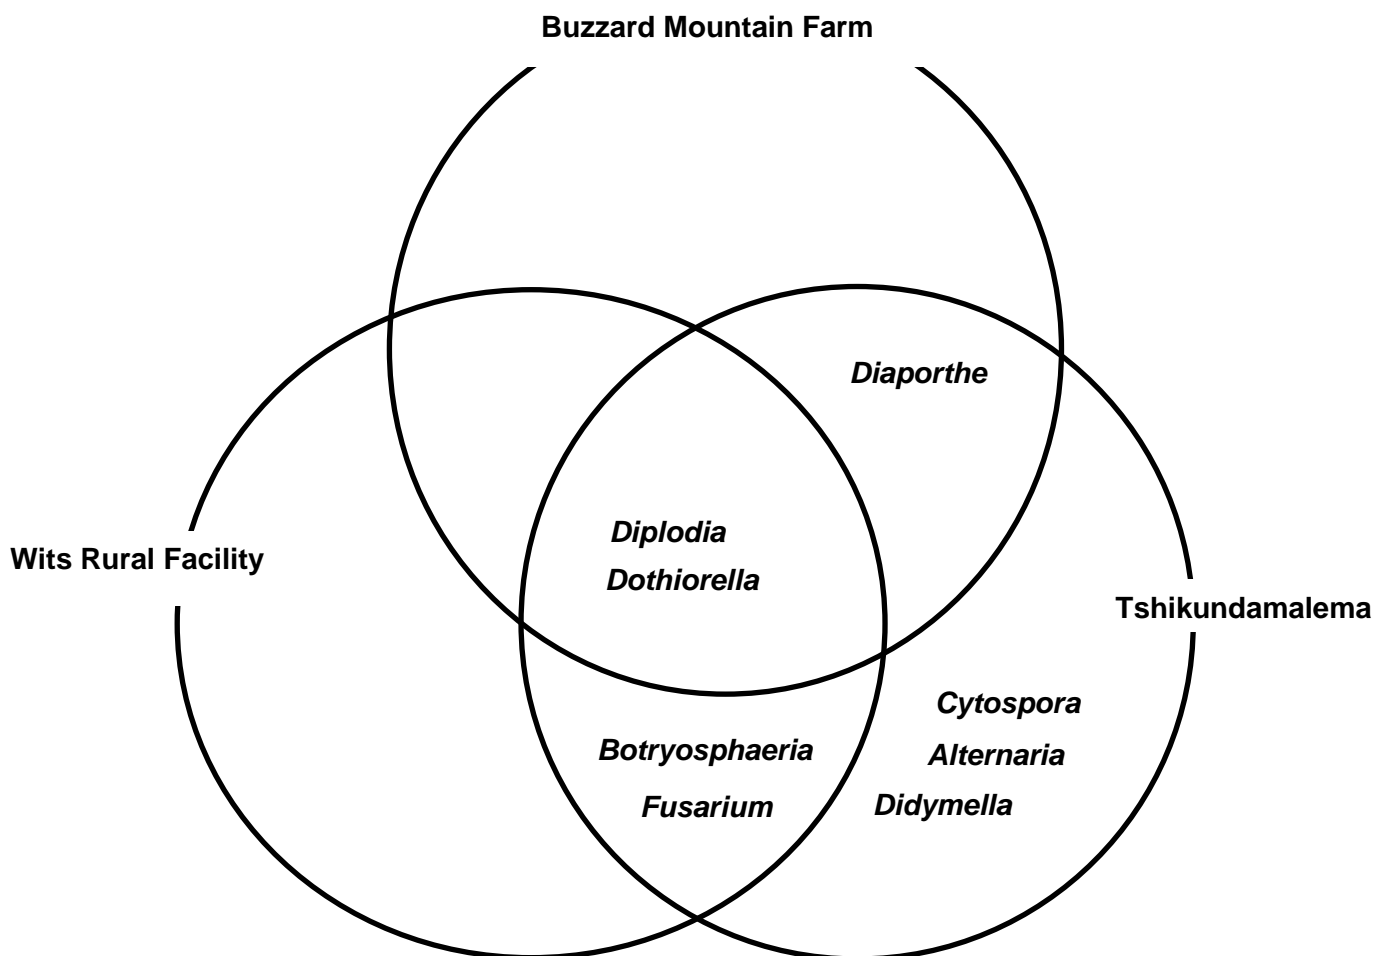 Buzzard Mountain Farm
Diaporthe
Diplodia
Dothiorella
Wits Rural Facility
Tshikundamalema
Cytospora
Alternaria
Didymella
Botryosphaeria
Fusarium